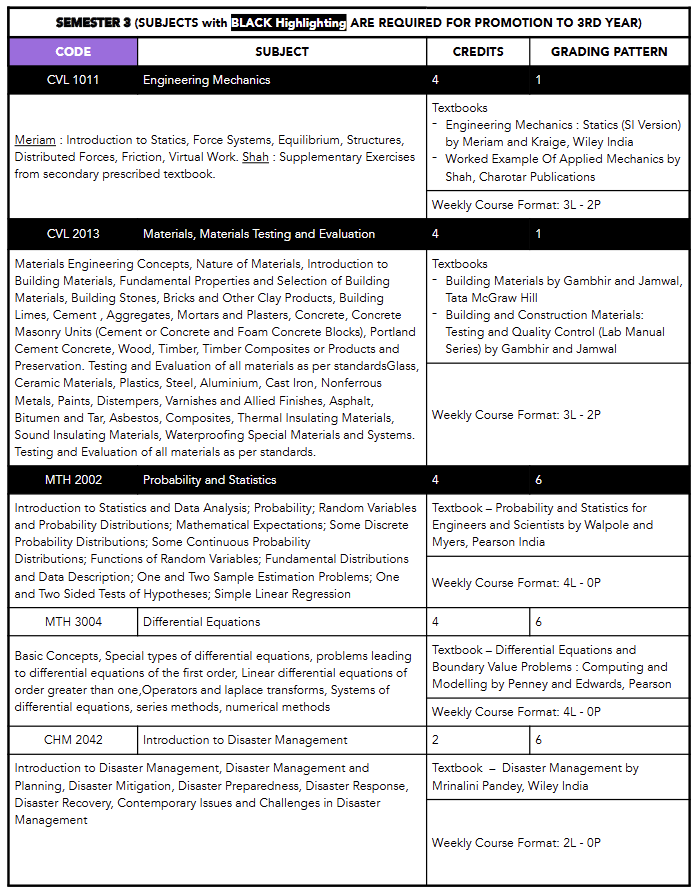 SEMESTER 3 (SUBJECTS with BLACK Highlighting ARE REQUIRED FOR PROMOTION TO 3RD YEAR)
CODE SUBJECT CREDITS GRADING PATTERN
CVL 1011 Engineering Mechanics 4 1
Meriam : Introduction to Statics, Force Systems, Equilibrium, Structures,
Distributed Forces, Friction, Virtual Work. Shah : Supplementary Exercises
from secondary prescribed textbook.
Textbooks
- Engineering Mechanics : Statics (SI Version)
by Meriam and Kraige, Wiley India
- Worked Example Of Applied Mechanics by
Shah, Charotar Publications
Weekly Course Format: 3L - 2P
CVL 2013 Materials, Materials Testing and Evaluation 4 1
Materials Engineering Concepts, Nature of Materials, Introduction to
Building Materials, Fundamental Properties and Selection of Building
Materials, Building Stones, Bricks and Other Clay Products, Building
Limes, Cement , Aggregates, Mortars and Plasters, Concrete, Concrete
Masonry Units (Cement or Concrete and Foam Concrete Blocks), Portland
Cement Concrete, Wood, Timber, Timber Composites or Products and
Preservation. Testing and Evaluation of all materials as per standardsGlass,
Ceramic Materials, Plastics, Steel, Aluminium, Cast Iron, Nonferrous
Metals, Paints, Distempers, Varnishes and Allied Finishes, Asphalt,
Bitumen and Tar, Asbestos, Composites, Thermal Insulating Materials,
Sound Insulating Materials, Waterproofing Special Materials and Systems.
Testing and Evaluation of all materials as per standards.
Textbooks
- Building Materials by Gambhir and Jamwal,
Tata McGraw Hill
- Building and Construction Materials:
Testing and Quality Control (Lab Manual
Series) by Gambhir and Jamwal
Weekly Course Format: 3L - 2P
MTH 2002 Probability and Statistics 4 6
Introduction to Statistics and Data Analysis; Probability; Random Variables
and Probability Distributions; Mathematical Expectations; Some Discrete
Probability Distributions; Some Continuous Probability
Distributions; Functions of Random Variables; Fundamental Distributions
and Data Description; One and Two Sample Estimation Problems; One
and Two Sided Tests of Hypotheses; Simple Linear Regression
Textbook – Probability and Statistics for
Engineers and Scientists by Walpole and
Myers, Pearson India
Weekly Course Format: 4L - 0P
MTH 3004 Differential Equations 4 6
Basic Concepts, Special types of differential equations, problems leading
to differential equations of the first order, Linear differential equations of
order greater than one,Operators and laplace transforms, Systems of
differential equations, series methods, numerical methods
Textbook – Differential Equations and
Boundary Value Problems : Computing and
Modelling by Penney and Edwards, Pearson
Weekly Course Format: 4L - 0P
CHM 2042 Introduction to Disaster Management 2 6
Introduction to Disaster Management, Disaster Management and
Planning, Disaster Mitigation, Disaster Preparedness, Disaster Response,
Disaster Recovery, Contemporary Issues and Challenges in Disaster
Management
Textbook – Disaster Management by
Mrinalini Pandey, Wiley India
Weekly Course Format: 2L - 0P